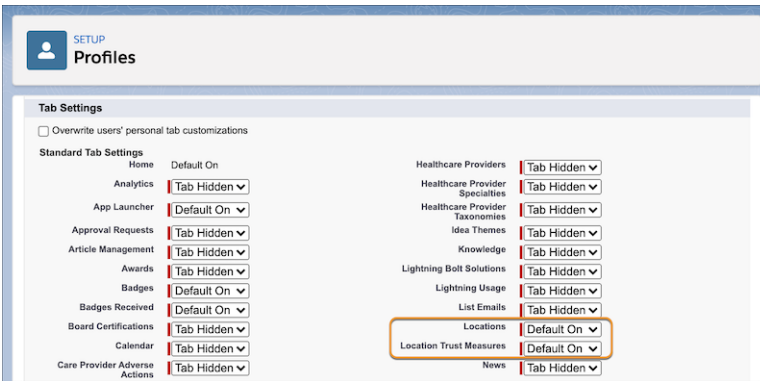 SETUP
Profiles
Tab Settings
Overwrite users' personal tab customizations
Standard Tab Settings
Home Default On
Analytics Tab Hidden
App Launcher Default On
Approval Requests Tab Hidden
Article Management Tab Hidden
Awards Tab Hidden
Badges Default On
Badges Received Default On
Board Certifications Tab Hidden
Calendar Tab Hidden
Care Provider Adverse
Actions Tab Hidden
Healthcare Providers Tab Hidden
Healthcare Provider
Specialties Tab Hidden
Healthcare Provider
Taxonomies Tab Hidden
Idea Themes Tab Hidden
Knowledge Tab Hidden
Lightning Bolt Solutions Tab Hidden
Lightning Usage Tab Hidden
List Emails Tab Hidden
Locations Default On
Location Trust Measures Default On
News Tab Hidden